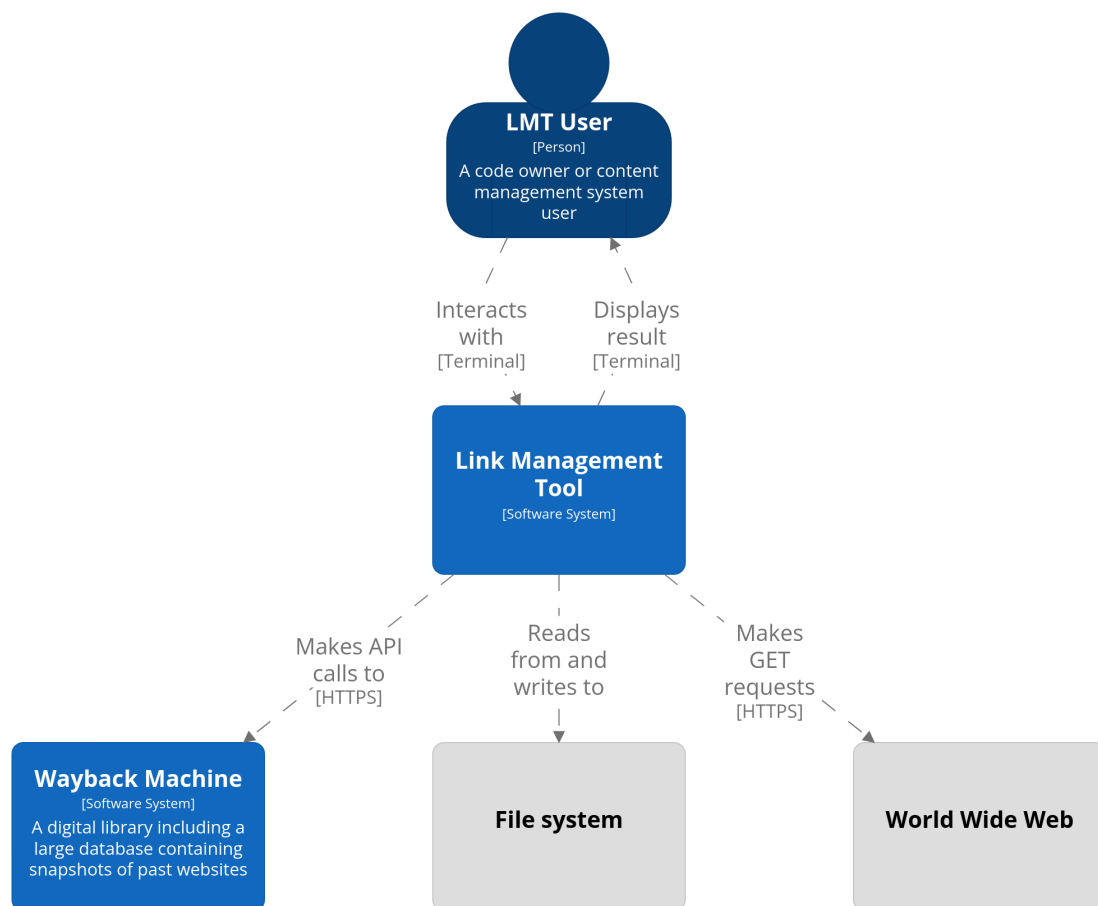 LMT User
[Person]
A code owner or content
management system
user
Interacts
with
[Terminal]
Displays
result
[Terminal]
Link Management
Tool
[Software System]
Makes API
calls to
[HTTPS]
Reads
from and
writes to
Makes
GET
requests
[HTTPS]
Wayback Machine
[Software System]
A digital library including a
large database containing
snapshots of past websites
File system
World Wide Web